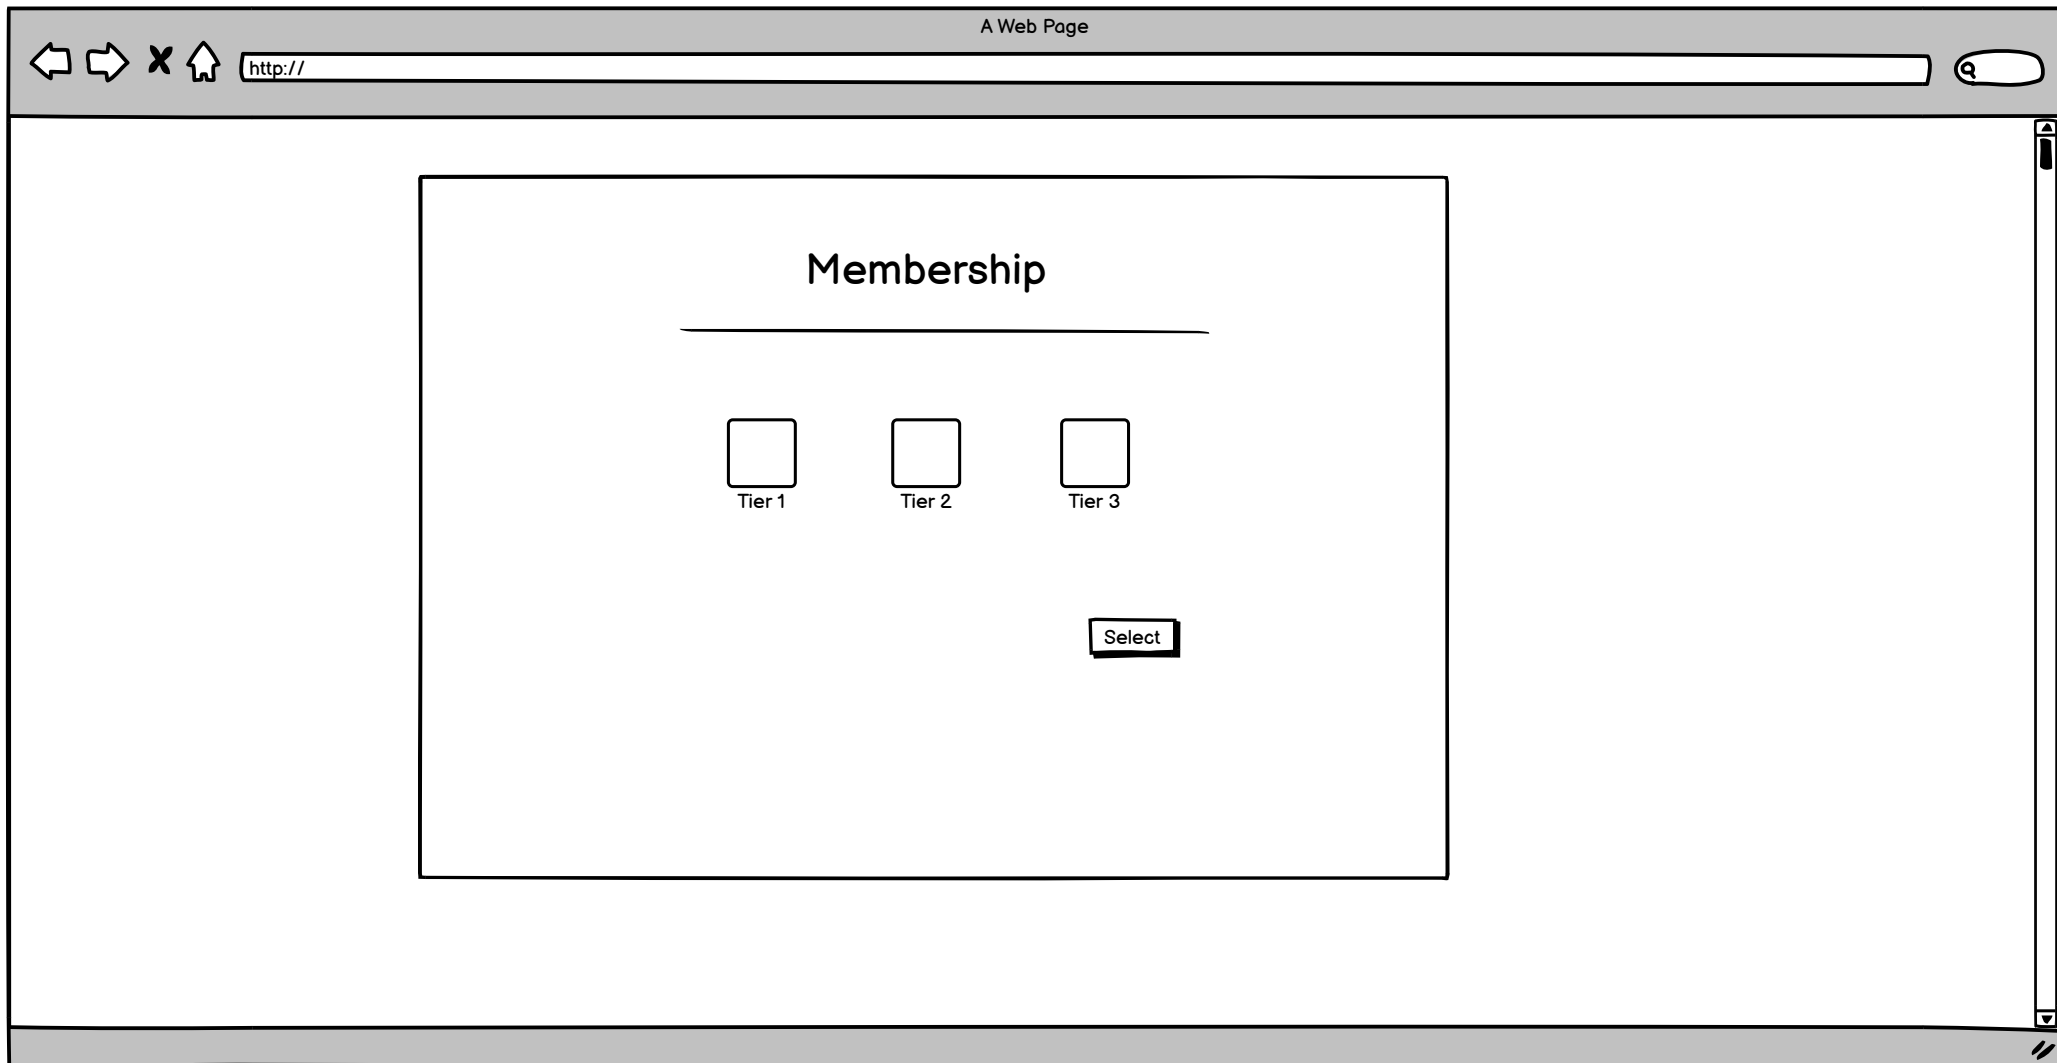 A Web Page
http://
Membership
Tier 1
Tier 2
Tier 3
Select